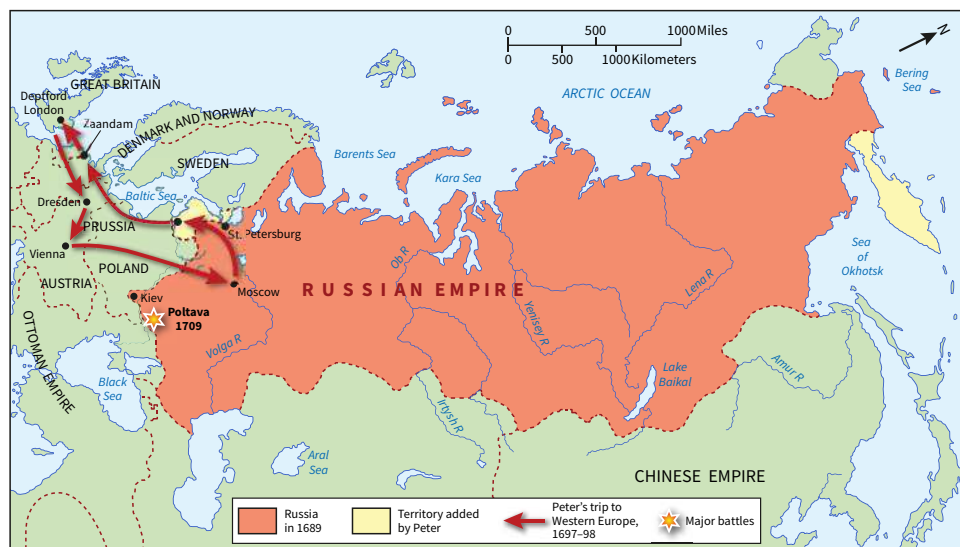 0 500 1000 Miles
0 500 1000 Kilometers
N
Bering
Sea
ARCTIC OCEAN
GREAT BRITAIN
Deptford
London
Zaandam
DENMARK AND NORWAY
SWEDEN
Barents Sea
Kara Sea
Baltic Sea
Dresden
PRUSSIA
St. Petersburg
Vienna
POLAND
AUSTRIA
Moscow
Kiev
Poltava
1709
RUSSIAN EMPIRE
Ob R
Yenisey R
Lena R
Sea of
Okhotsk
Volga R
OTTOMAN EMPIRE
Black
Sea
Lake
Baikal
Amur R
Irtysh R
Aral
Sea
CHINESE EMPIRE
Russia
in 1689
Territory added
by Peter
Peter's trip to
Western Europe,
1697–98
Major battles